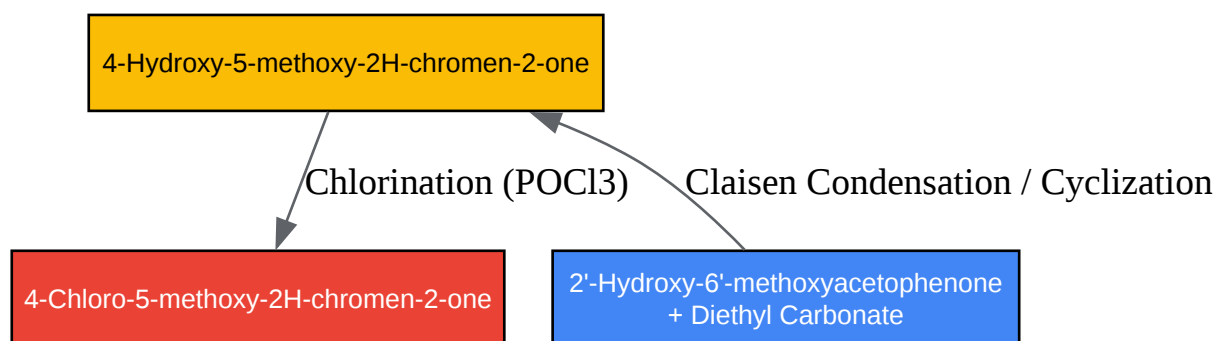 4-Hydroxy-5-methoxy-2H-chromen-2-one
Chlorination (POCl3)
Claisen Condensation / Cyclization
4-Chloro-5-methoxy-2H-chromen-2-one
2'-Hydroxy-6'-methoxyacetophenone
+ Diethyl Carbonate